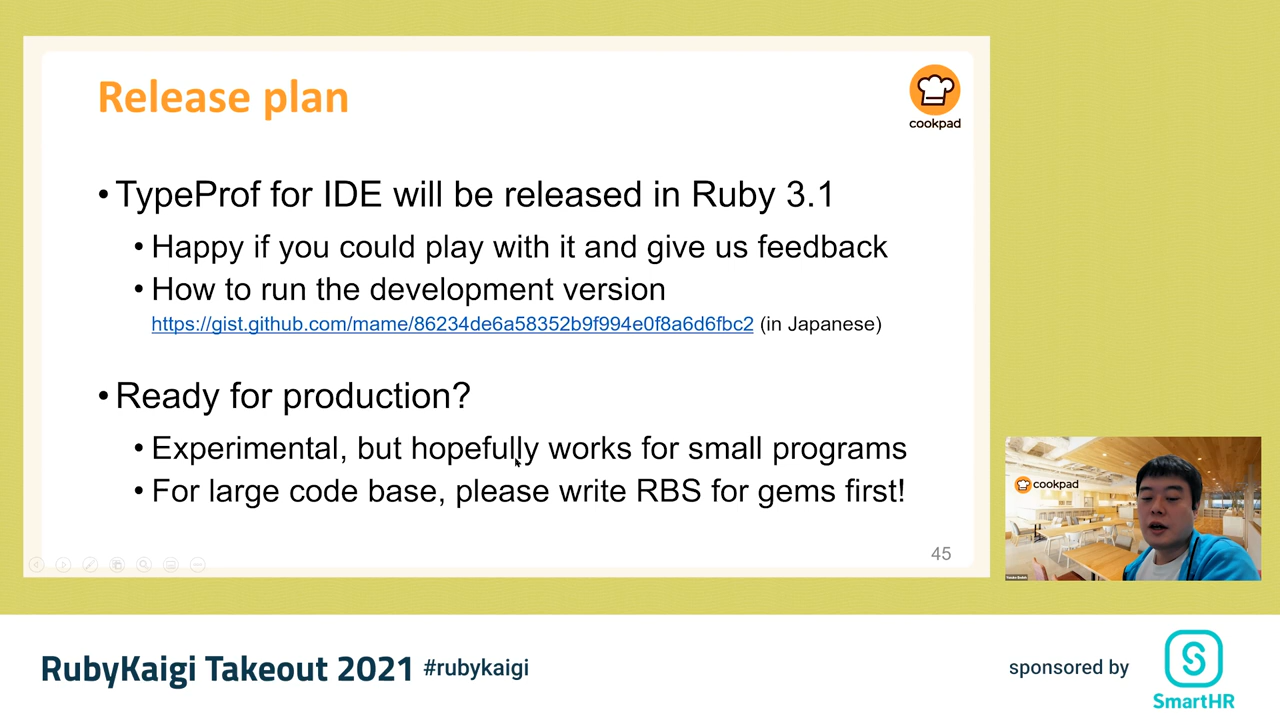 Release plan
cookpad
• TypeProf for IDE will be released in Ruby 3.1
• Happy if you could play with it and give us feedback
• How to run the development version
https://gist.github.com/mame/86234de6a58352b9f994e0f8a6d6fbc2 (in Japanese)
• Ready for production?
• Experimental, but hopefully works for small programs
• For large code base, please write RBS for gems first!
45
cookpad
RubyKaigi Takeout 2021 #rubykaigi
sponsored by
SmartHR